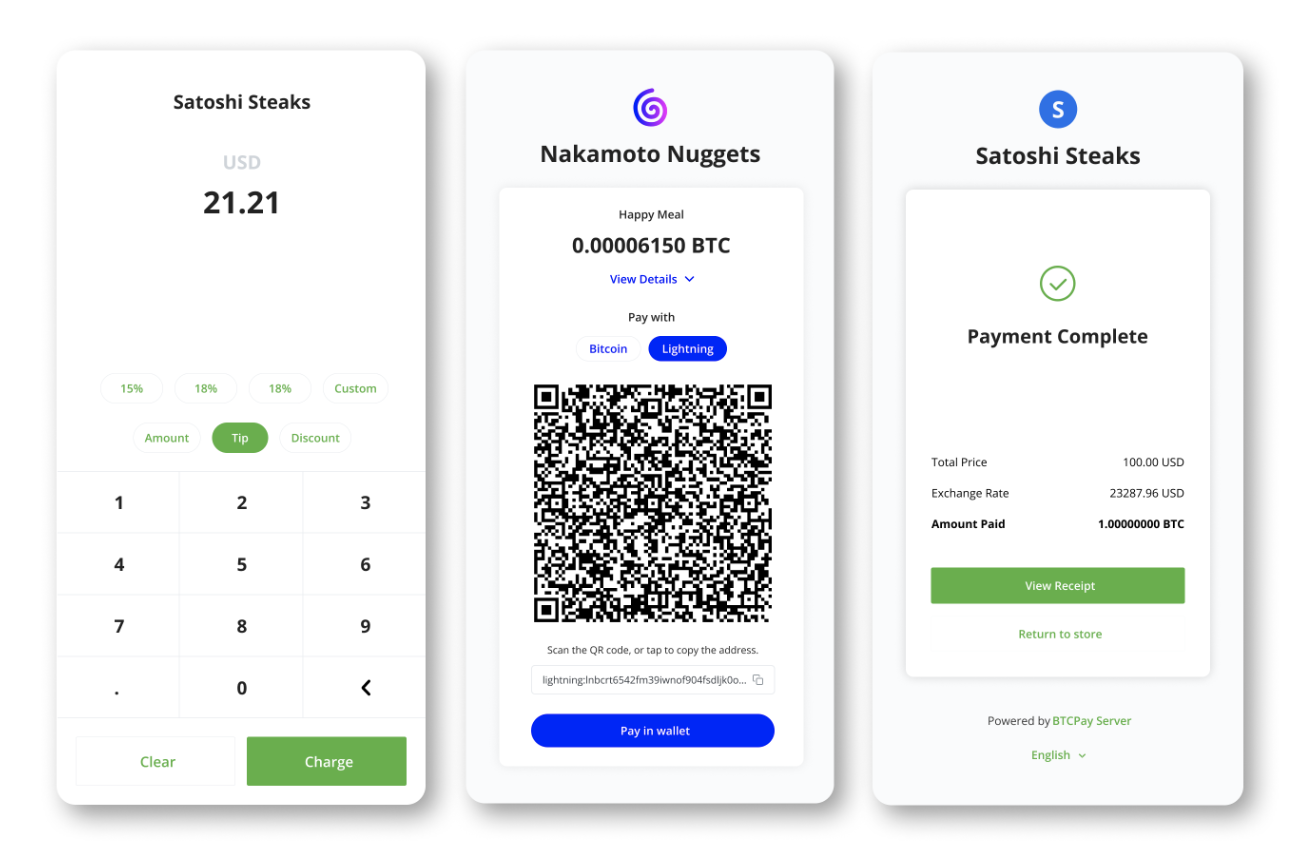 Satoshi Steaks
USD
21.21
15% 18% 18% Custom
Amount Tip Discount
1 2 3
4 5 6
7 8 9
. 0
Clear Charge
Nakamoto Nuggets
Happy Meal
0.00006150 BTC
View Details
Pay with
Bitcoin Lightning
Scan the QR code, or tap to copy the address.
lightning:lnbcrt6542fm39iwnof904fsdljk0o...
Pay in wallet
S
Satoshi Steaks
Payment Complete
Total Price 100.00 USD
Exchange Rate 23287.96 USD
Amount Paid 1.00000000 BTC
View Receipt
Return to store
Powered by BTCPay Server
English